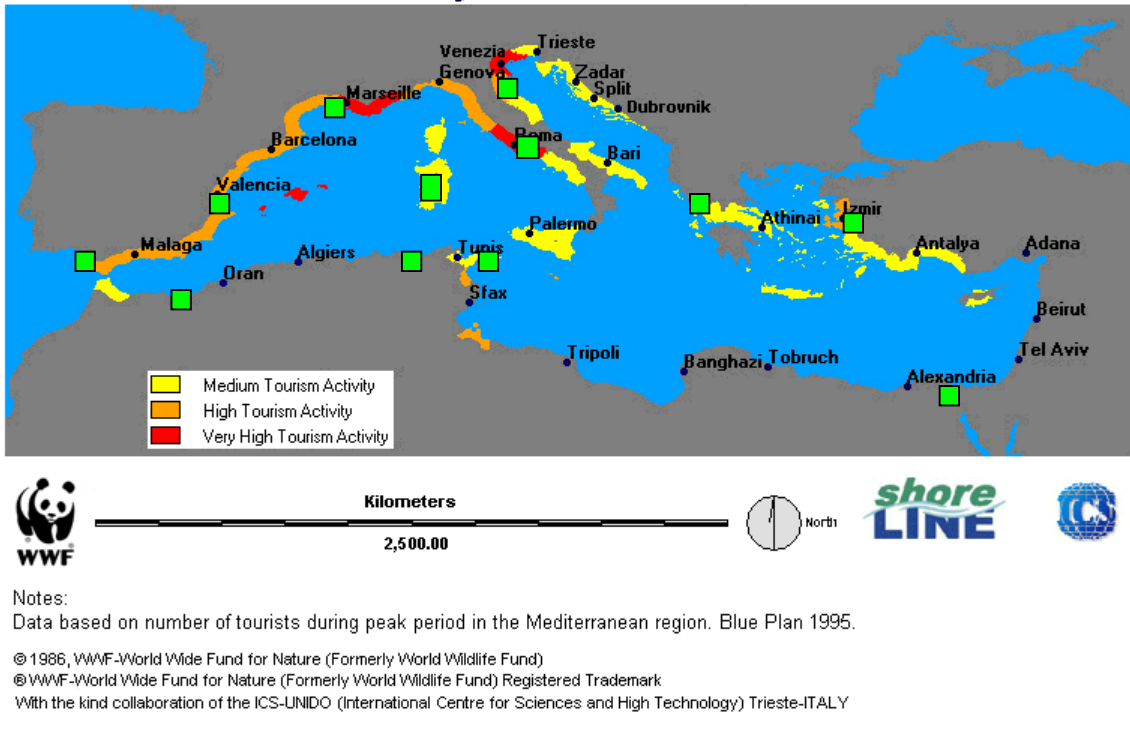 Venezia
Trieste
Genova
Zadar
Marseille
Split
Dubrovnik
Barcelona
Roma
Bari
Valencia
Izmir
Palermo
Athinai
Malaga
Algiers
Tunis
Antalya
Adana
Oran
Sfax
Beirut
Tripoli
Banghazi
Tobruch
Tel Aviv
Alexandria
Medium Tourism Activity
High Tourism Activity
Very High Tourism Activity
WWF
Kilometers
2,500.00
North
shore
LINE
ICS
Notes:
Data based on number of tourists during peak period in the Mediterranean region. Blue Plan 1995.
© 1986, WWF-World Wide Fund for Nature (Formerly World Wildlife Fund)
® WWF-World Wide Fund for Nature (Formerly World Wildlife Fund) Registered Trademark
With the kind collaboration of the ICS-UNIDO (International Centre for Sciences and High Technology) Trieste-ITALY